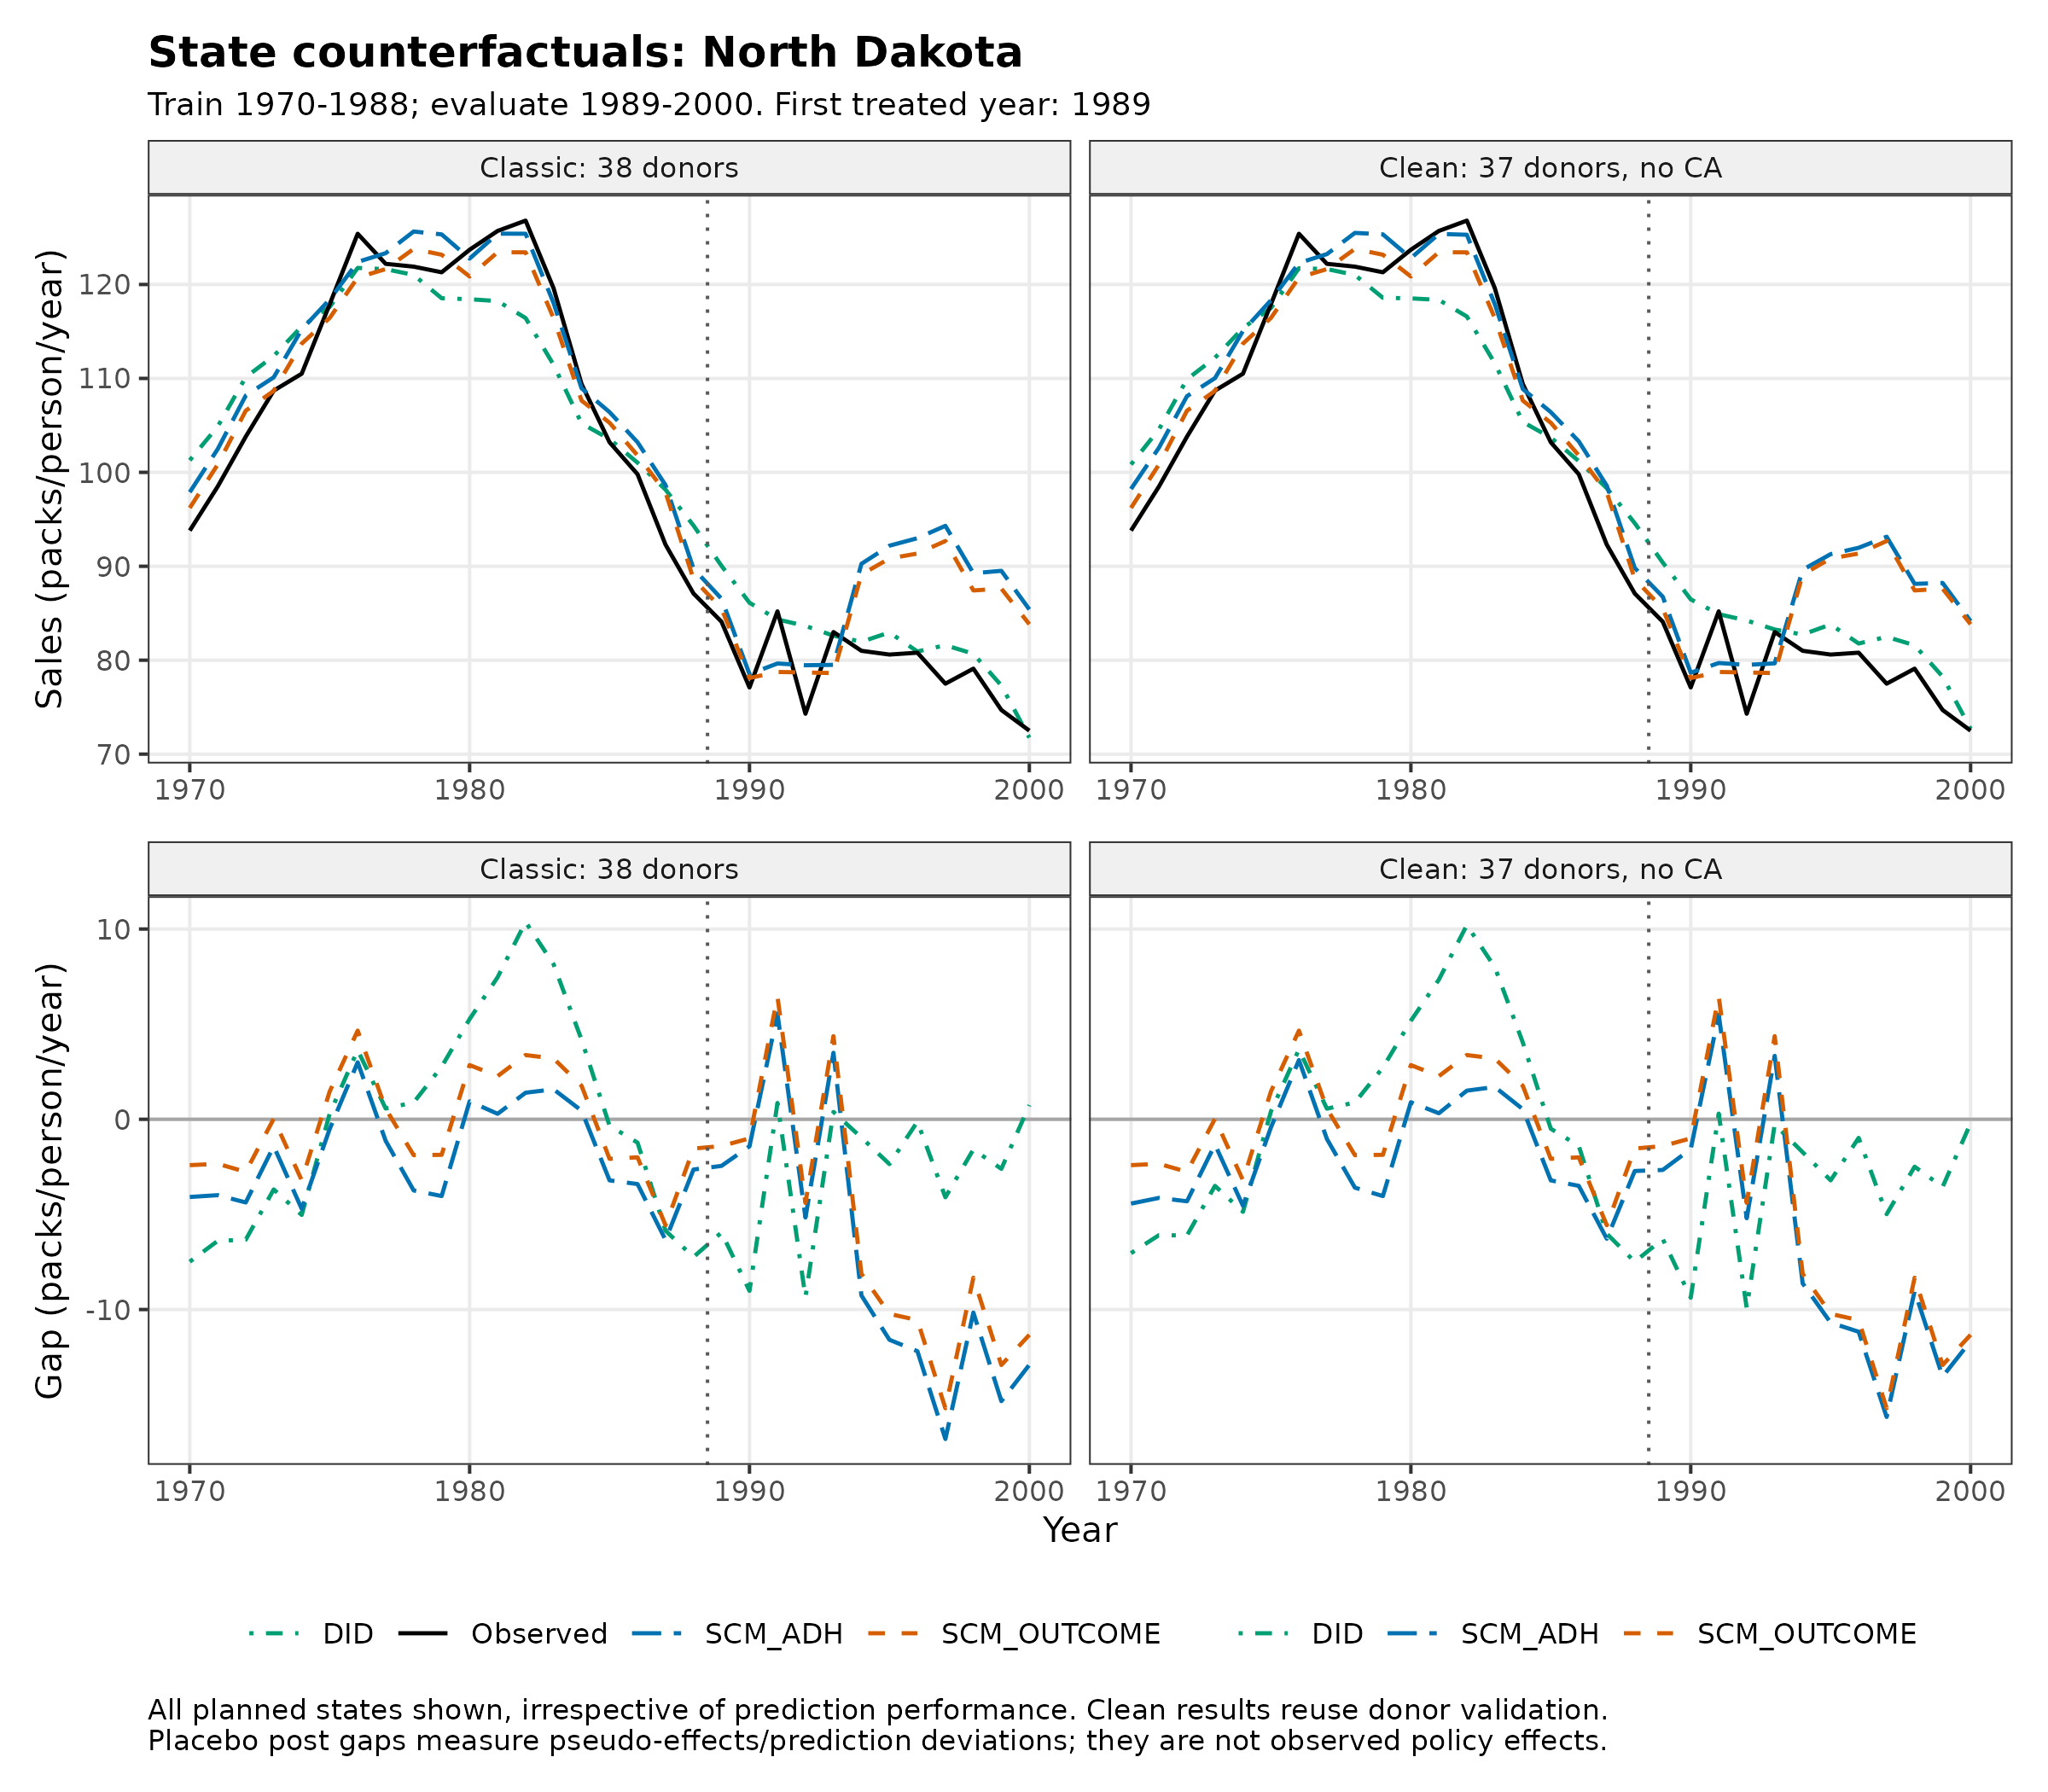 State counterfactuals: North Dakota
Train 1970-1988; evaluate 1989-2000. First treated year: 1989
Classic: 38 donors
Clean: 37 donors, no CA
Sales (packs/person/year)
120
110
100
90
80
70
1970 1980 1990 2000
1970 1980 1990 2000
Classic: 38 donors
Clean: 37 donors, no CA
Gap (packs/person/year)
10
0
-10
1970 1980 1990 2000
1970 1980 1990 2000
Year
DID Observed SCM_ADH SCM_OUTCOME
DID SCM_ADH SCM_OUTCOME
All planned states shown, irrespective of prediction performance. Clean results reuse donor validation.
Placebo post gaps measure pseudo-effects/prediction deviations; they are not observed policy effects.